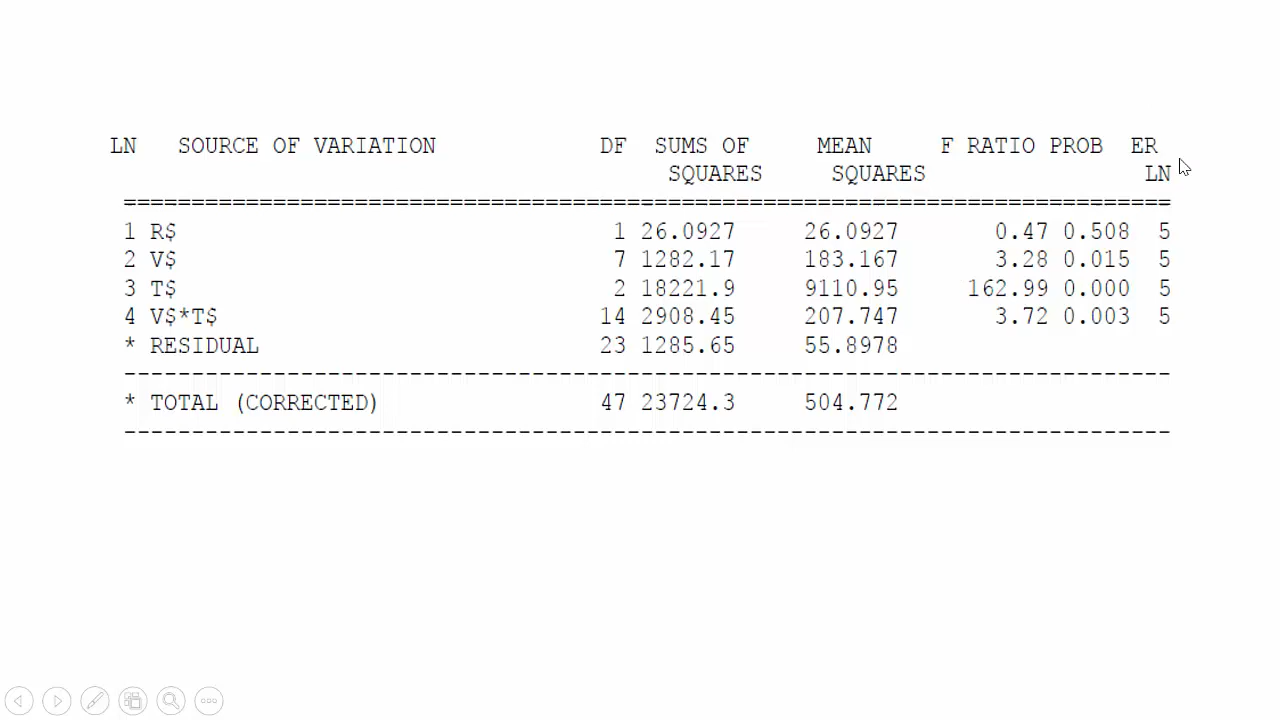 LN SOURCE OF VARIATION DF SUMS OF MEAN F RATIO PROB ER
SQUARES SQUARES LN
=============================================================================
1 R$ 1 26.0927 26.0927 0.47 0.508 5
2 V$ 7 1282.17 183.167 3.28 0.015 5
3 T$ 2 18221.9 9110.95 162.99 0.000 5
4 V$*T$ 14 2908.45 207.747 3.72 0.003 5
* RESIDUAL 23 1285.65 55.8978
-----------------------------------------------------------------------------
* TOTAL (CORRECTED) 47 23724.3 504.772
-----------------------------------------------------------------------------